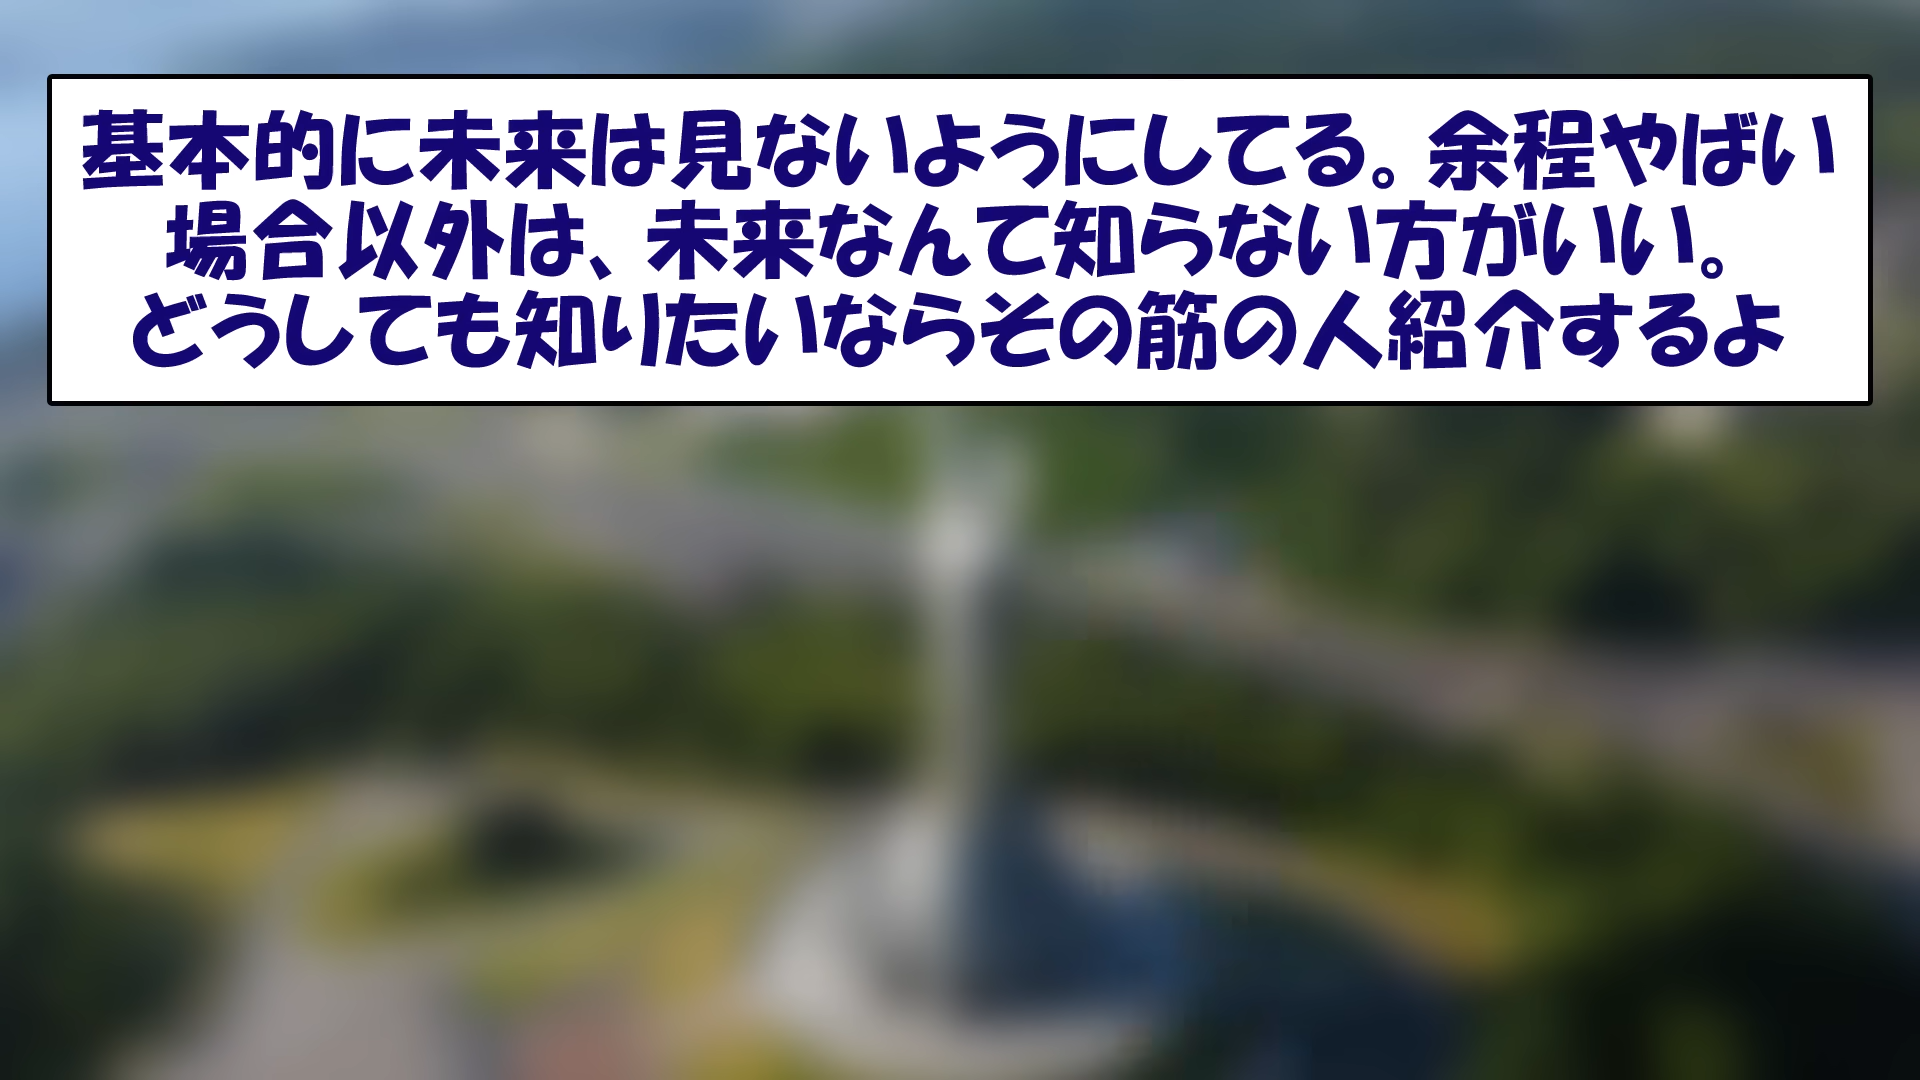 基本的に未来は見ないようにしてる。余程やばい
場合以外は、未来なんて知らない方がいい。
どうしても知りたいならその筋の人紹介するよ